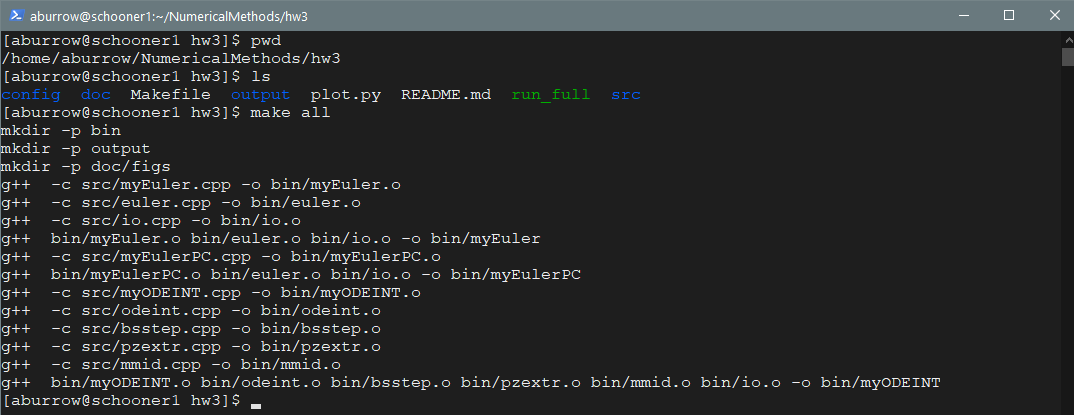 aburrow@schooner1:~/NumericalMethods/hw3
[aburrow@schooner1 hw3]$ pwd
/home/aburrow/NumericalMethods/hw3
[aburrow@schooner1 hw3]$ ls
config  doc  Makefile  output  plot.py  README.md  run_full  src
[aburrow@schooner1 hw3]$ make all
mkdir -p bin
mkdir -p output
mkdir -p doc/figs
g++  -c src/myEuler.cpp -o bin/myEuler.o
g++  -c src/euler.cpp -o bin/euler.o
g++  -c src/io.cpp -o bin/io.o
g++  bin/myEuler.o bin/euler.o bin/io.o -o bin/myEuler
g++  -c src/myEulerPC.cpp -o bin/myEulerPC.o
g++  bin/myEulerPC.o bin/euler.o bin/io.o -o bin/myEulerPC
g++  -c src/myODEINT.cpp -o bin/myODEINT.o
g++  -c src/odeint.cpp -o bin/odeint.o
g++  -c src/bsstep.cpp -o bin/bsstep.o
g++  -c src/pzextr.cpp -o bin/pzextr.o
g++  -c src/mmid.cpp -o bin/mmid.o
g++  bin/myODEINT.o bin/odeint.o bin/bsstep.o bin/pzextr.o bin/mmid.o bin/io.o -o bin/myODEINT
[aburrow@schooner1 hw3]$